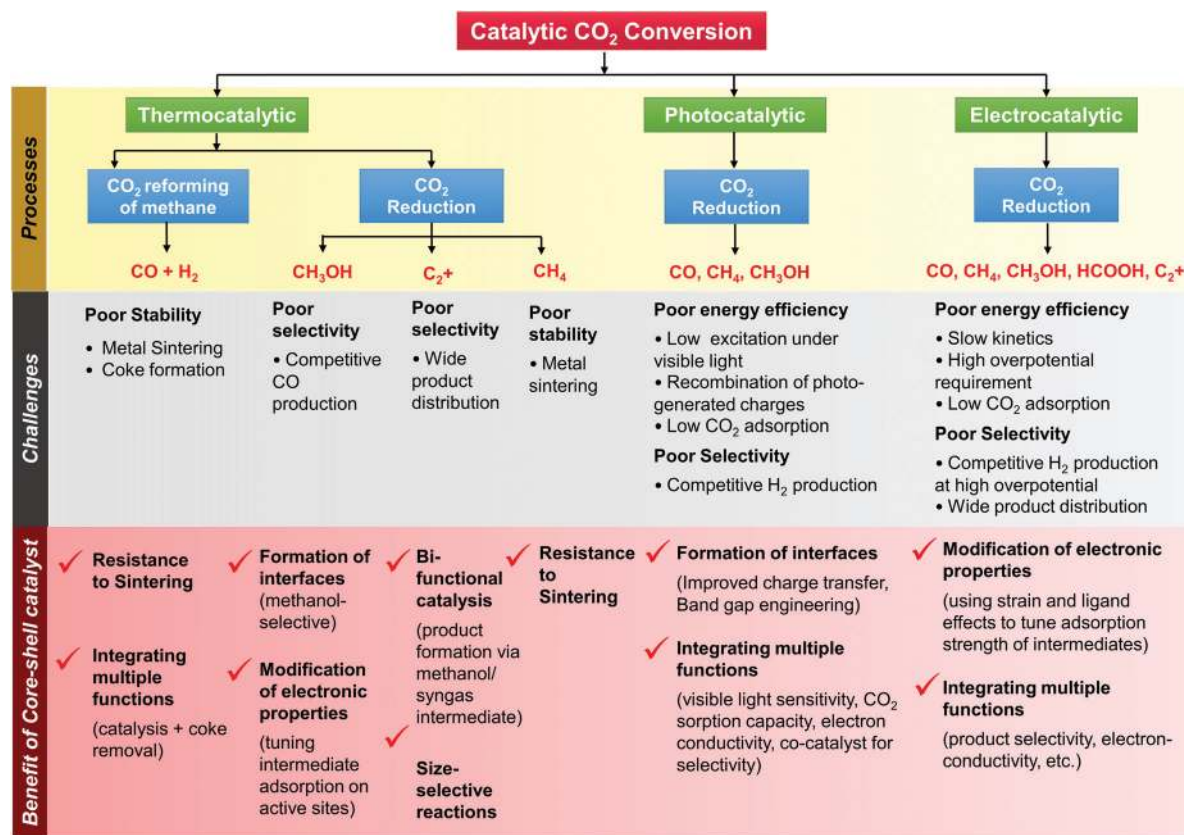 Catalytic CO₂ Conversion
Processes
Thermocatalytic
Photocatalytic
Electrocatalytic
CO₂ reforming
of methane
CO₂
Reduction
CO₂
Reduction
CO₂
Reduction
CO + H₂
CH₃OH
C₂+
CH₄
CO, CH₄, CH₃OH
CO, CH₄, CH₃OH, HCOOH, C₂+
Challenges
Poor Stability
• Metal Sintering
• Coke formation
Poor
selectivity
• Competitive
CO
production
Poor
selectivity
• Wide
product
distribution
Poor
stability
• Metal
sintering
Poor energy efficiency
• Low excitation under
visible light
• Recombination of photo-
generated charges
• Low CO₂ adsorption
Poor Selectivity
• Competitive H₂ production
Poor energy efficiency
• Slow kinetics
• High overpotential
requirement
• Low CO₂ adsorption
Poor Selectivity
• Competitive H₂ production
at high overpotential
• Wide product distribution
Benefit of Core-shell catalyst
✓ Resistance
to Sintering
✓ Integrating
multiple
functions
(catalysis + coke
removal)
✓ Formation of
interfaces
(methanol-
selective)
✓ Modification
of electronic
properties
(tuning
intermediate
adsorption on
active sites)
✓ Bi-
functional
catalysis
(product
formation via
methanol/
syngas
intermediate)
✓ Size-
selective
reactions
✓ Resistance
to
Sintering
✓ Formation of interfaces
(Improved charge transfer,
Band gap engineering)
✓ Integrating multiple
functions
(visible light sensitivity, CO₂
sorption capacity, electron
conductivity, co-catalyst for
selectivity)
✓ Modification of electronic
properties
(using strain and ligand
effects to tune adsorption
strength of intermediates)
✓ Integrating multiple
functions
(product selectivity, electron-
conductivity, etc.)